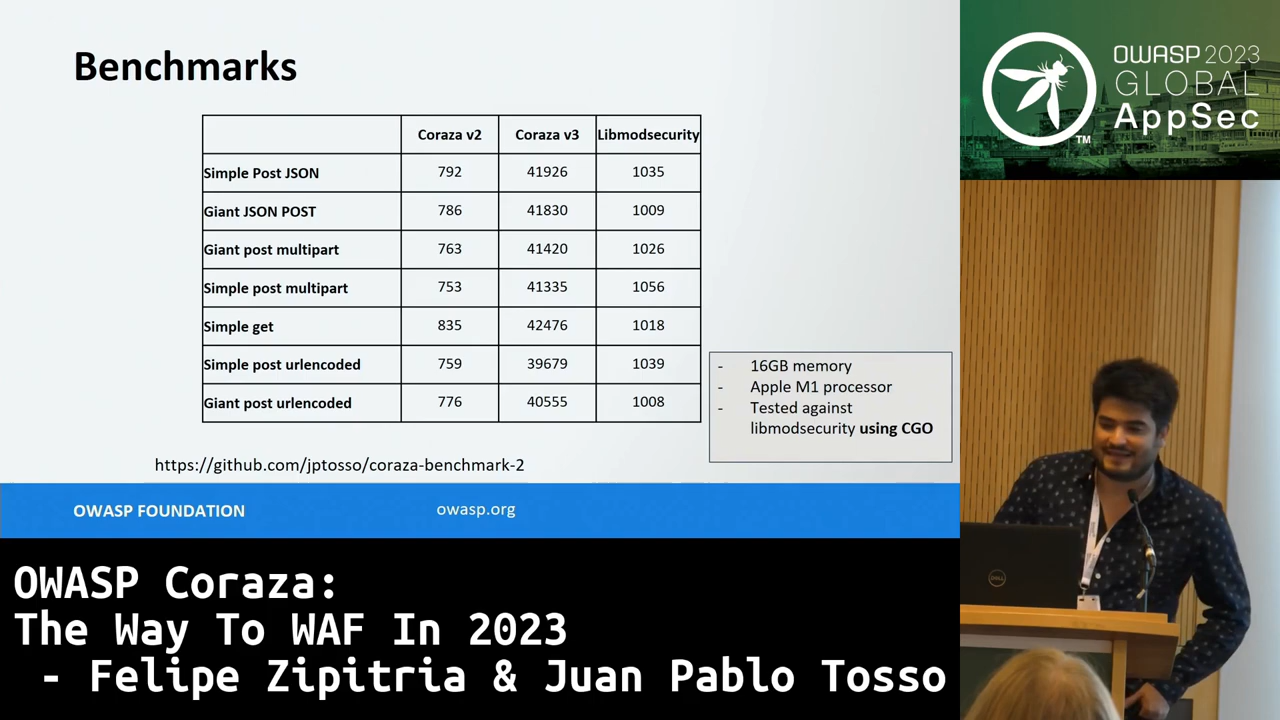 Benchmarks
Coraza v2 Coraza v3 Libmodsecurity
Simple Post JSON 792 41926 1035
Giant JSON POST 786 41830 1009
Giant post multipart 763 41420 1026
Simple post multipart 753 41335 1056
Simple get 835 42476 1018
Simple post urlencoded 759 39679 1039
Giant post urlencoded 776 40555 1008
- 16GB memory
- Apple M1 processor
- Tested against
libmodsecurity using CGO
https://github.com/jptosso/coraza-benchmark-2
OWASP FOUNDATION owasp.org
OWASP Coraza:
The Way To WAF In 2023
- Felipe Zipitria & Juan Pablo Tosso
OWASP 2023
GLOBAL
AppSec
TM
DELL